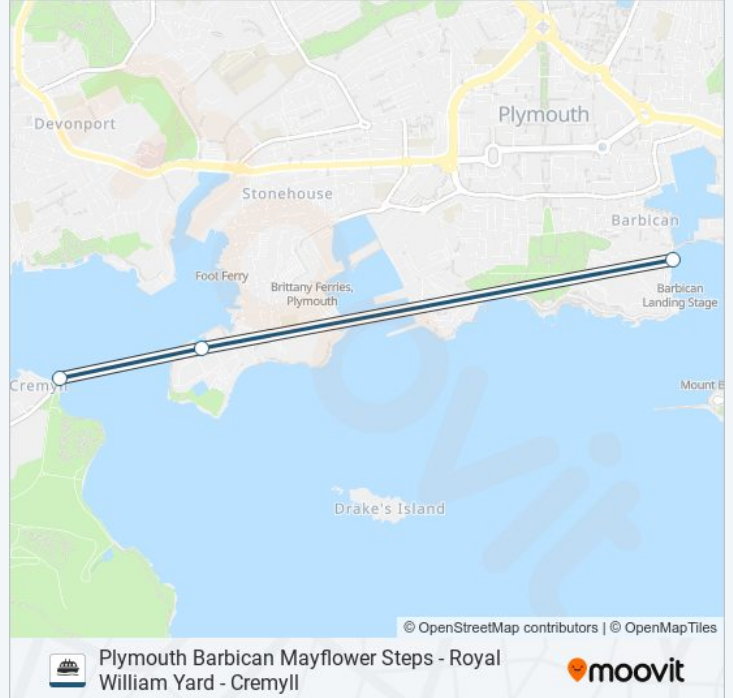 Plymouth
Devonport
Stonehouse
Barbican
Foot Ferry
Brittany Ferries,
Plymouth
Barbican
Landing Stage
Cremyll
Mount B
Drake's Island
© OpenStreetMap contributors | © OpenMapTiles
Plymouth Barbican Mayflower Steps - Royal
William Yard - Cremyll
moovit